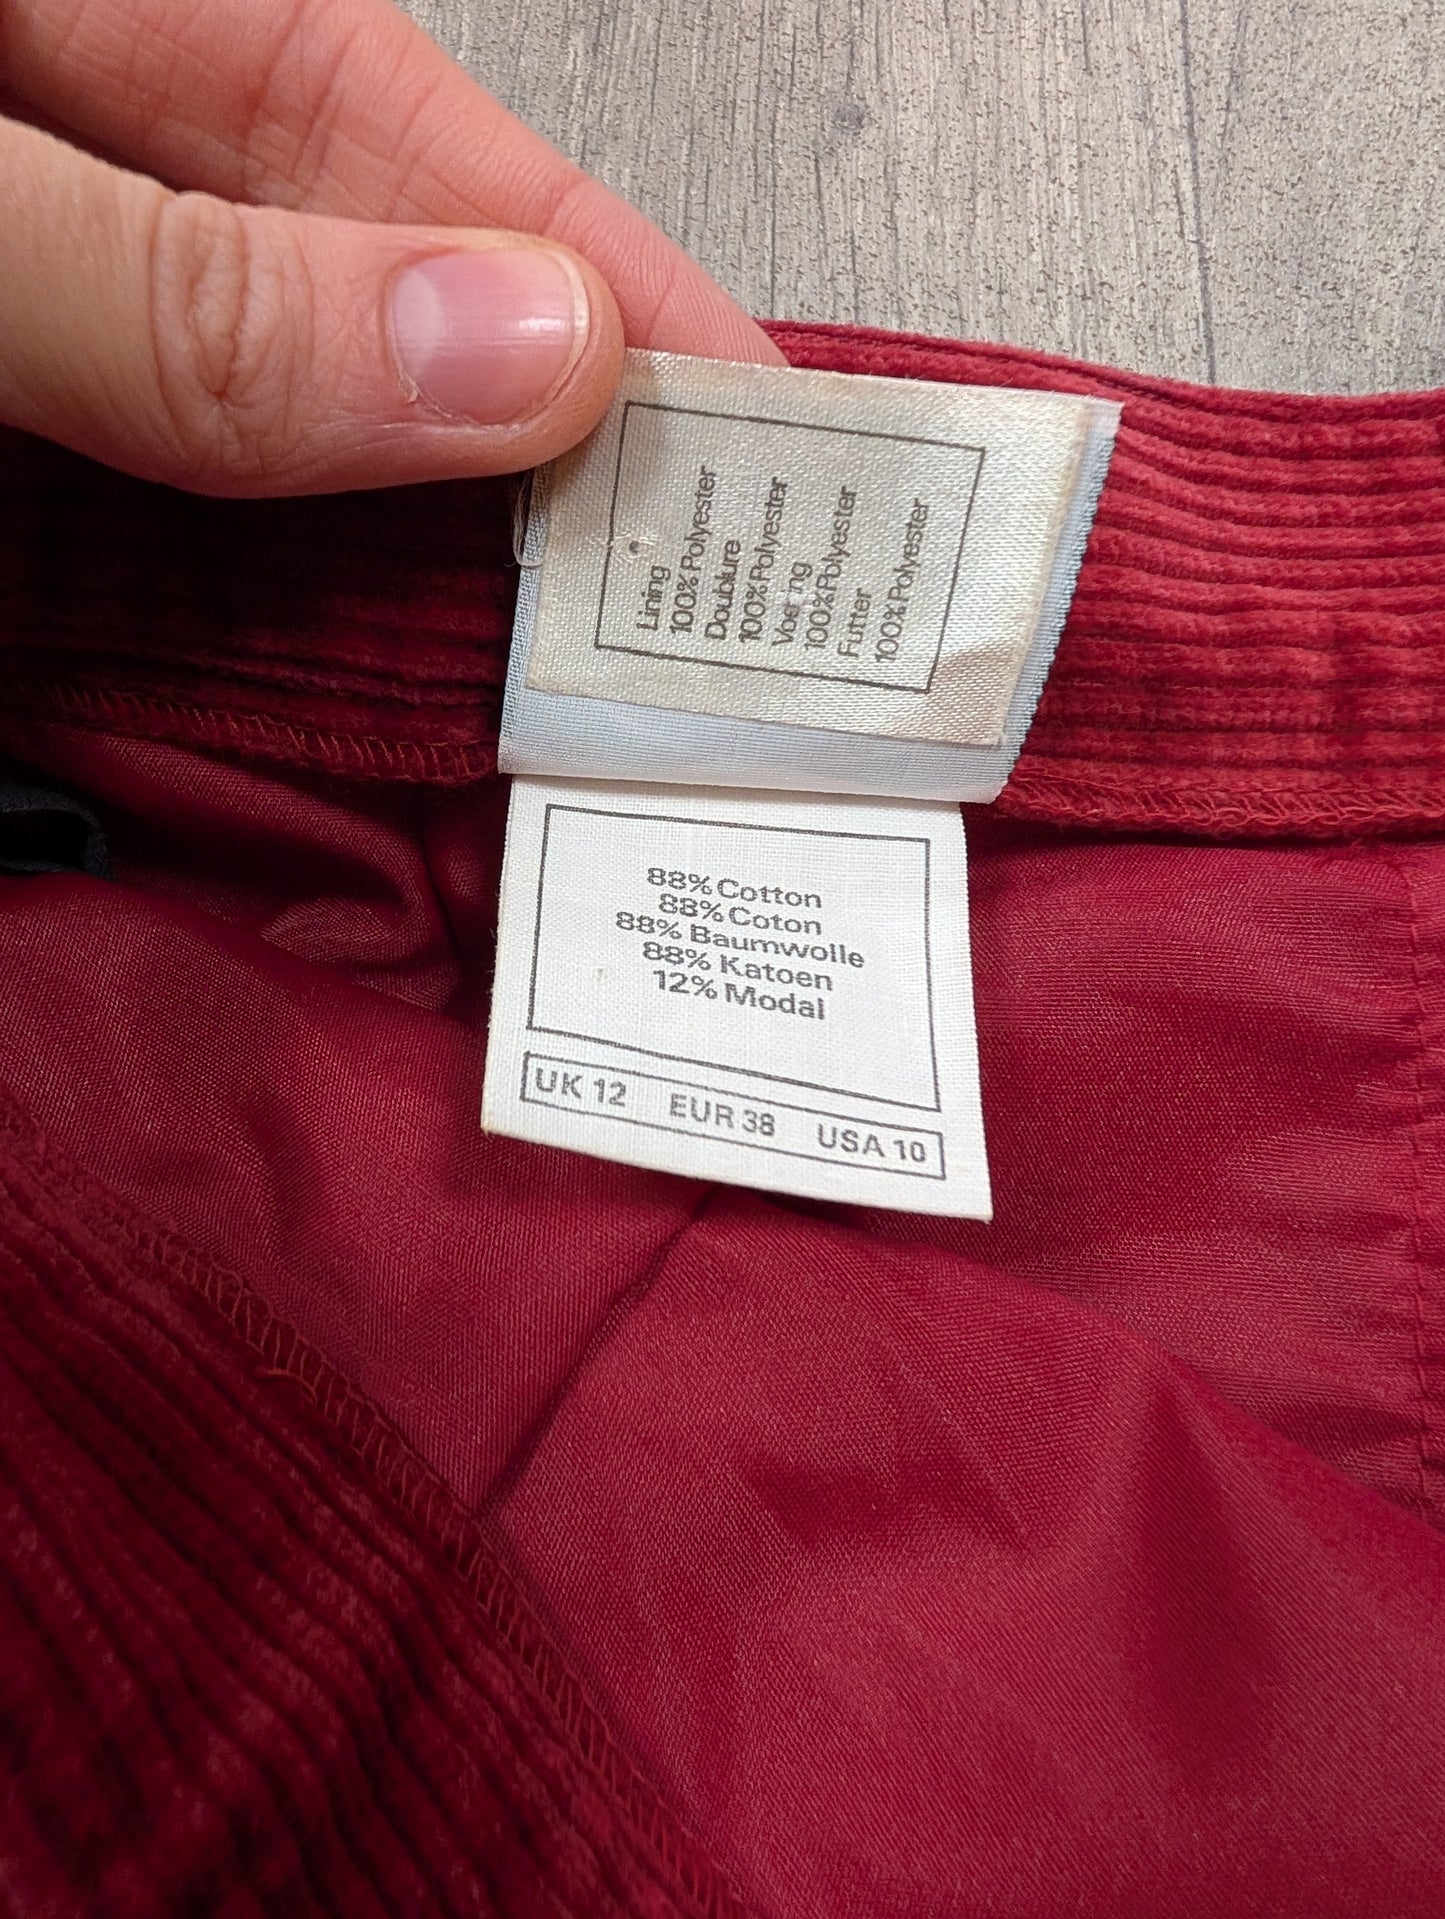 Lining
100% Polyester
Doublure
100% Polyester
100% Polyester
Futter
100% Polyester
88% Cotton
88% Coton
88% Baumwolle
88% Katoen
12% Modal
UK 12 EUR 38 USA 10